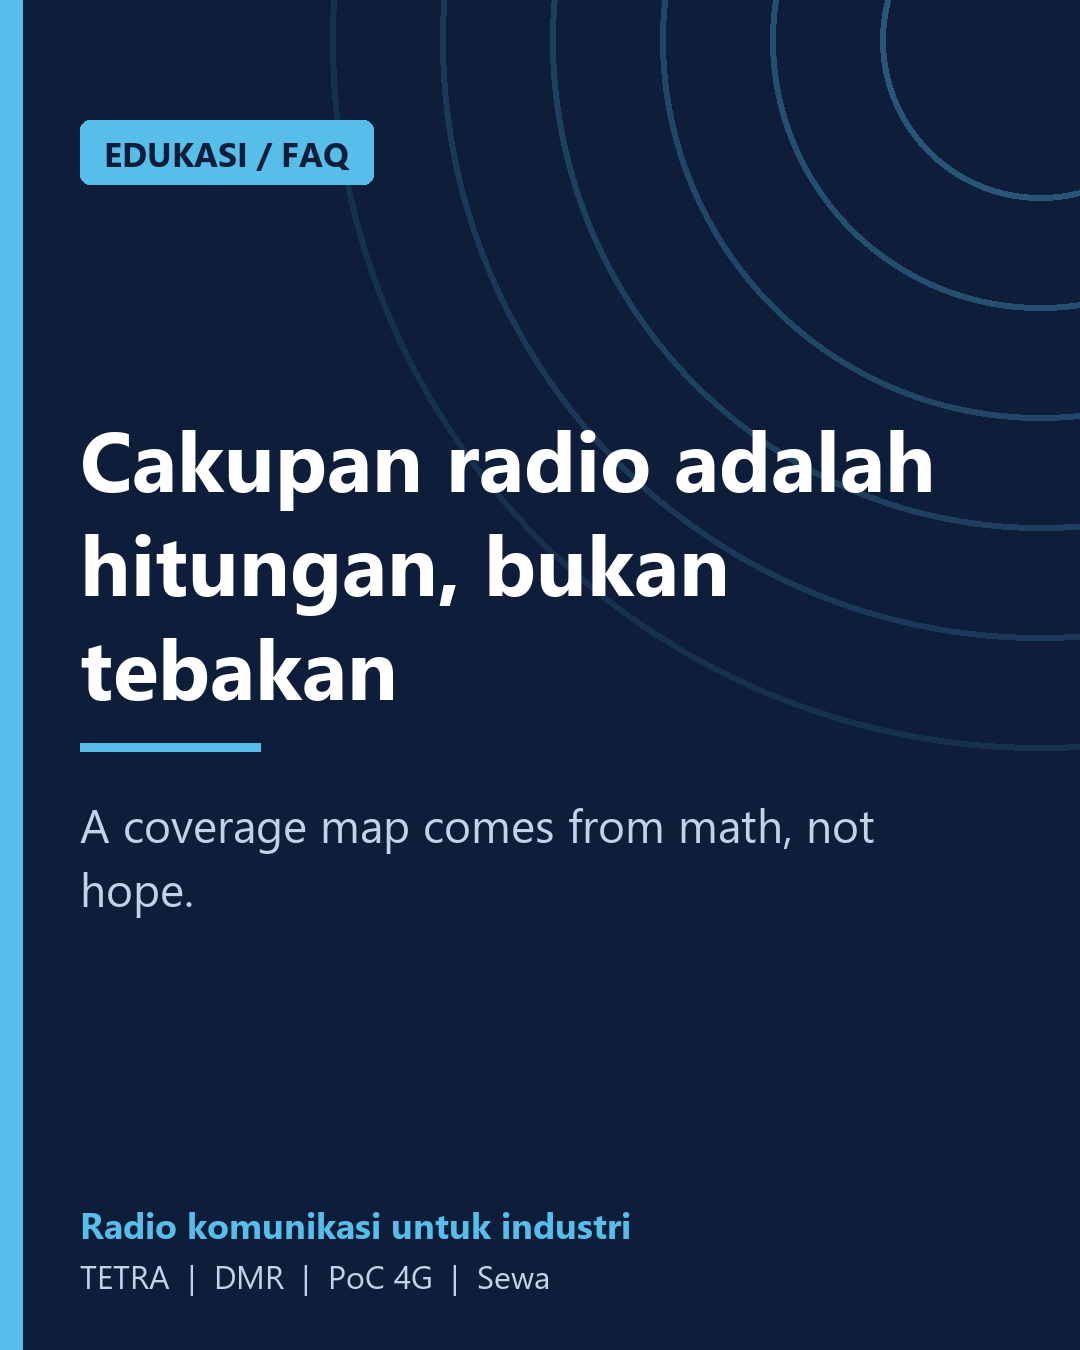 EDUKASI / FAQ
Cakupan radio adalah
hitungan, bukan
tebakan
A coverage map comes from math, not
hope.
Radio komunikasi untuk industri
TETRA | DMR | PoC 4G | Sewa